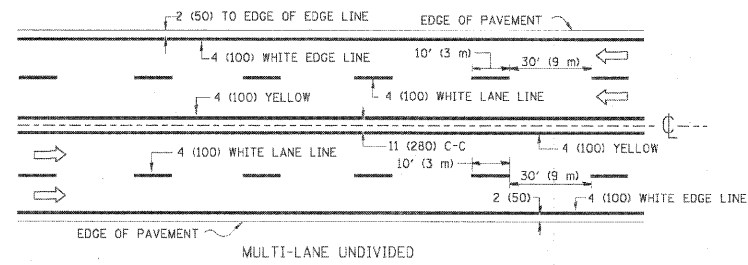 2 (50) TO EDGE OF EDGE LINE
EDGE OF PAVEMENT
4 (100) WHITE EDGE LINE
10' (3 m)
30' (9 m)
4 (100) YELLOW
4 (100) WHITE LANE LINE
℄
4 (100) WHITE LANE LINE
11 (280) C-C
4 (100) YELLOW
10' (3 m)
30' (9 m)
2 (50)
4 (100) WHITE EDGE LINE
EDGE OF PAVEMENT
MULTI-LANE UNDIVIDED